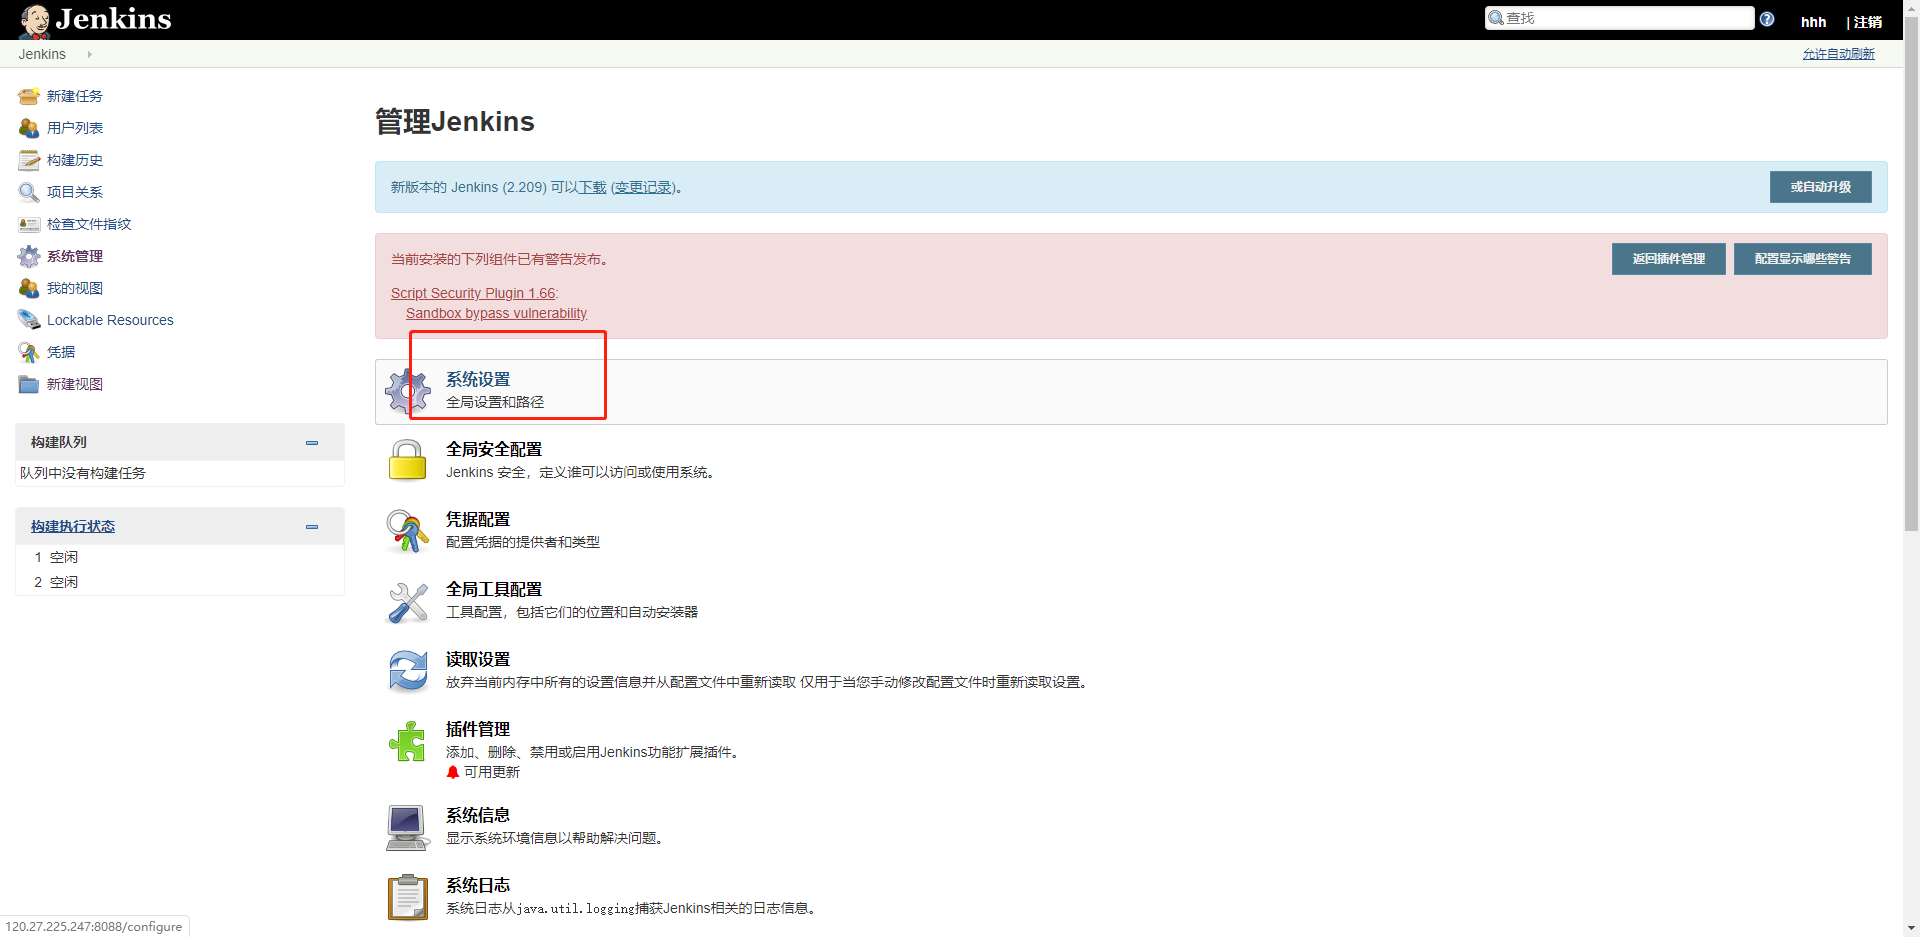 Jenkins
查找
hhh
| 注销
Jenkins
允许自动刷新
新建任务
用户列表
构建历史
项目关系
检查文件指纹
系统管理
我的视图
Lockable Resources
凭据
新建视图
构建队列
队列中没有构建任务
构建执行状态
1 空闲
2 空闲
管理Jenkins
新版本的 Jenkins (2.209) 可以下载 (变更记录)。
或自动升级
当前安装的下列组件已有警告发布。
返回插件管理
配置显示哪些警告
Script Security Plugin 1.66:
Sandbox bypass vulnerability
系统设置
全局设置和路径
全局安全配置
Jenkins 安全，定义谁可以访问或使用系统。
凭据配置
配置凭据的提供者和类型
全局工具配置
工具配置，包括它们的位置和自动安装器
读取设置
放弃当前内存中所有的设置信息并从配置文件中重新读取 仅用于当您手动修改配置文件时重新读取设置。
插件管理
添加、删除、禁用或启用Jenkins功能扩展插件。
可用更新
系统信息
显示系统环境信息以帮助解决问题。
系统日志
系统日志从java.util.logging捕获Jenkins相关的日志信息。
120.27.225.247:8088/configure